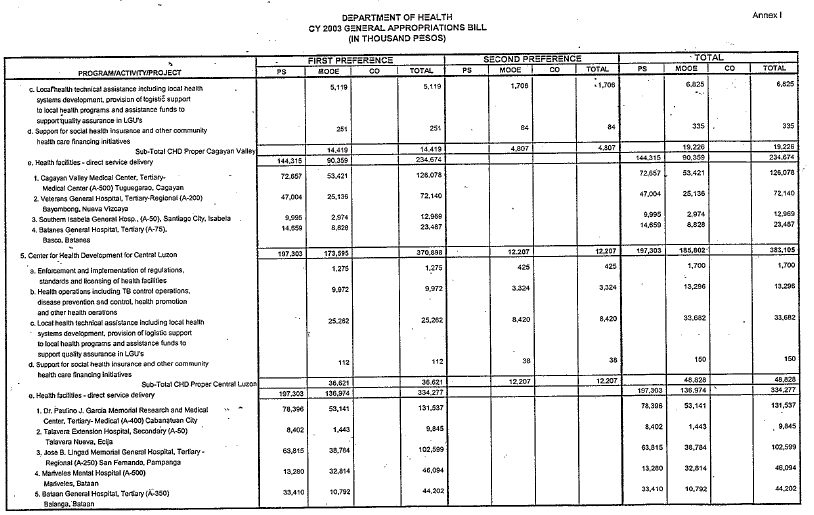 DEPARTMENT OF HEALTH
CY 2003 GENERAL APPROPRIATIONS BILL
(IN THOUSAND PESOS)
Annex I
FIRST PREFERENCE SECOND PREFERENCE TOTAL
PROGRAM/ACTIVITY/PROJECT PS MOOE CO TOTAL PS MOOE CO TOTAL PS MOOE CO TOTAL
c. Local health technical assistance including local health 5,119 5,119 1,706 1,706 6,825 6,825
systems development, provision of logistic support
to local health programs and assistance funds to
support quality assurance in LGU's
d. Support for social health insurance and other community 251 251 84 84 335 335
health care financing initiatives
Sub-Total CHD Proper Cagayan Valley 14,419 14,419 4,807 4,807 19,226 19,226
e. Health facilities - direct service delivery 144,315 90,359 234,674 144,315 90,359 234,674
1. Cagayan Valley Medical Center, Tertiary- 72,657 53,421 126,078 72,657 53,421 126,078
Medical Center (A-500) Tuguegarao, Cagayan
2. Veterans General Hospital, Tertiary-Regional (A-200) 47,004 25,136 72,140 47,004 25,136 72,140
Bayombong, Nueva Vizcaya
3. Southern Isabela General Hosp., (A-50), Santiago City, Isabela 9,995 2,974 12,969 9,995 2,974 12,969
4. Batanes General Hospital, Tertiary (A-75), 14,659 8,828 23,487 14,659 8,828 23,487
Basco, Batanes
5. Center for Health Development for Central Luzon 197,303 173,595 370,898 12,207 12,207 197,303 185,802 383,105
a. Enforcement and implementation of regulations, 1,275 1,275 425 425 1,700 1,700
standards and licensing of health facilities
b. Health operations including TB control operations, 9,972 9,972 3,324 3,324 13,296 13,296
disease prevention and control, health promotion
and other health oerations
c. Local health technical assistance including local health 25,262 25,262 8,420 8,420 33,682 33,682
systems development, provision of logistic support
to local health programs and assistance funds to
support quality assurance in LGU's
d. Support for social health insurance and other community 112 112 38 38 150 150
health care financing initiatives
Sub-Total CHD Proper Central Luzon 36,621 36,621 12,207 12,207 48,828 48,828
e. Health facilities - direct service delivery 197,303 136,974 334,277 197,303 136,974 334,277
1. Dr. Paulino J. Garcia Memorial Research and Medical 78,396 53,141 131,537 78,396 53,141 131,537
Center, Tertiary- Medical (A-400) Cabanatuan City
2. Talavera Extension Hospital, Secondary (A-50) 8,402 1,443 9,845 8,402 1,443 9,845
Talavera Nueva, Ecija
3. Jose B. Lingad Memorial General Hospital, Tertiary - 63,815 38,784 102,599 63,815 38,784 102,599
Regional (A-250) San Fernando, Pampanga
4. Mariveles Mental Hospital (A-500) 13,280 32,814 46,094 13,280 32,814 46,094
Mariveles, Bataan
5. Bataan General Hospital, Tertiary (A-350) 33,410 10,792 44,202 33,410 10,792 44,202
Balanga, Bataan